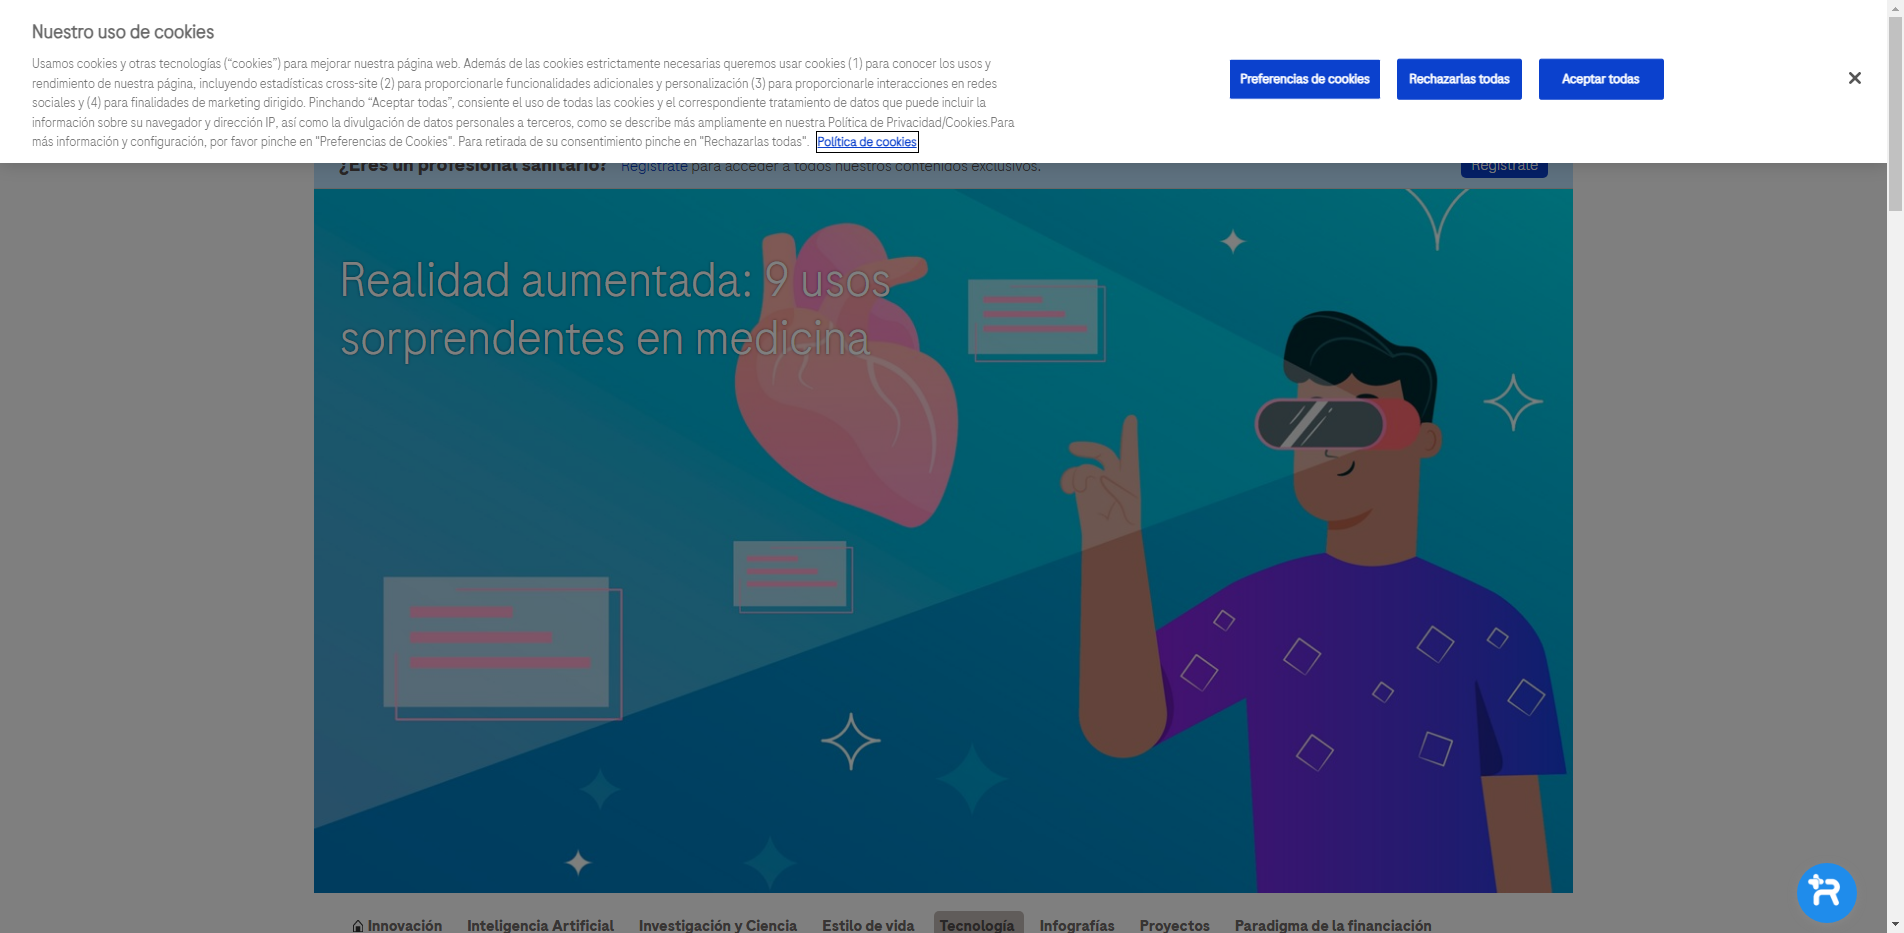 Nuestro uso de cookies
Usamos cookies y otras tecnologías (“cookies”) para mejorar nuestra página web. Además de las cookies estrictamente necesarias queremos usar cookies (1) para conocer los usos y
rendimiento de nuestra página, incluyendo estadísticas cross-site (2) para proporcionarle funcionalidades adicionales y personalización (3) para proporcionarle interacciones en redes
sociales y (4) para finalidades de marketing dirigido. Pinchando “Aceptar todas”, consiente el uso de todas las cookies y el correspondiente tratamiento de datos que puede incluir la
información sobre su navegador y dirección IP, así como la divulgación de datos personales a terceros, como se describe más ampliamente en nuestra Política de Privacidad/Cookies.Para
más información y configuración, por favor pinche en "Preferencias de Cookies". Para retirada de su consentimiento pinche en "Rechazarlas todas". Política de cookies
Preferencias de cookies
Rechazarlas todas
Aceptar todas
¿Eres un profesional sanitario? Regístrate para acceder a todos nuestros contenidos exclusivos.
Regístrate
Realidad aumentada: 9 usos
sorprendentes en medicina
Innovación Inteligencia Artificial Investigación y Ciencia Estilo de vida Tecnología Infografías Proyectos Paradigma de la financiación